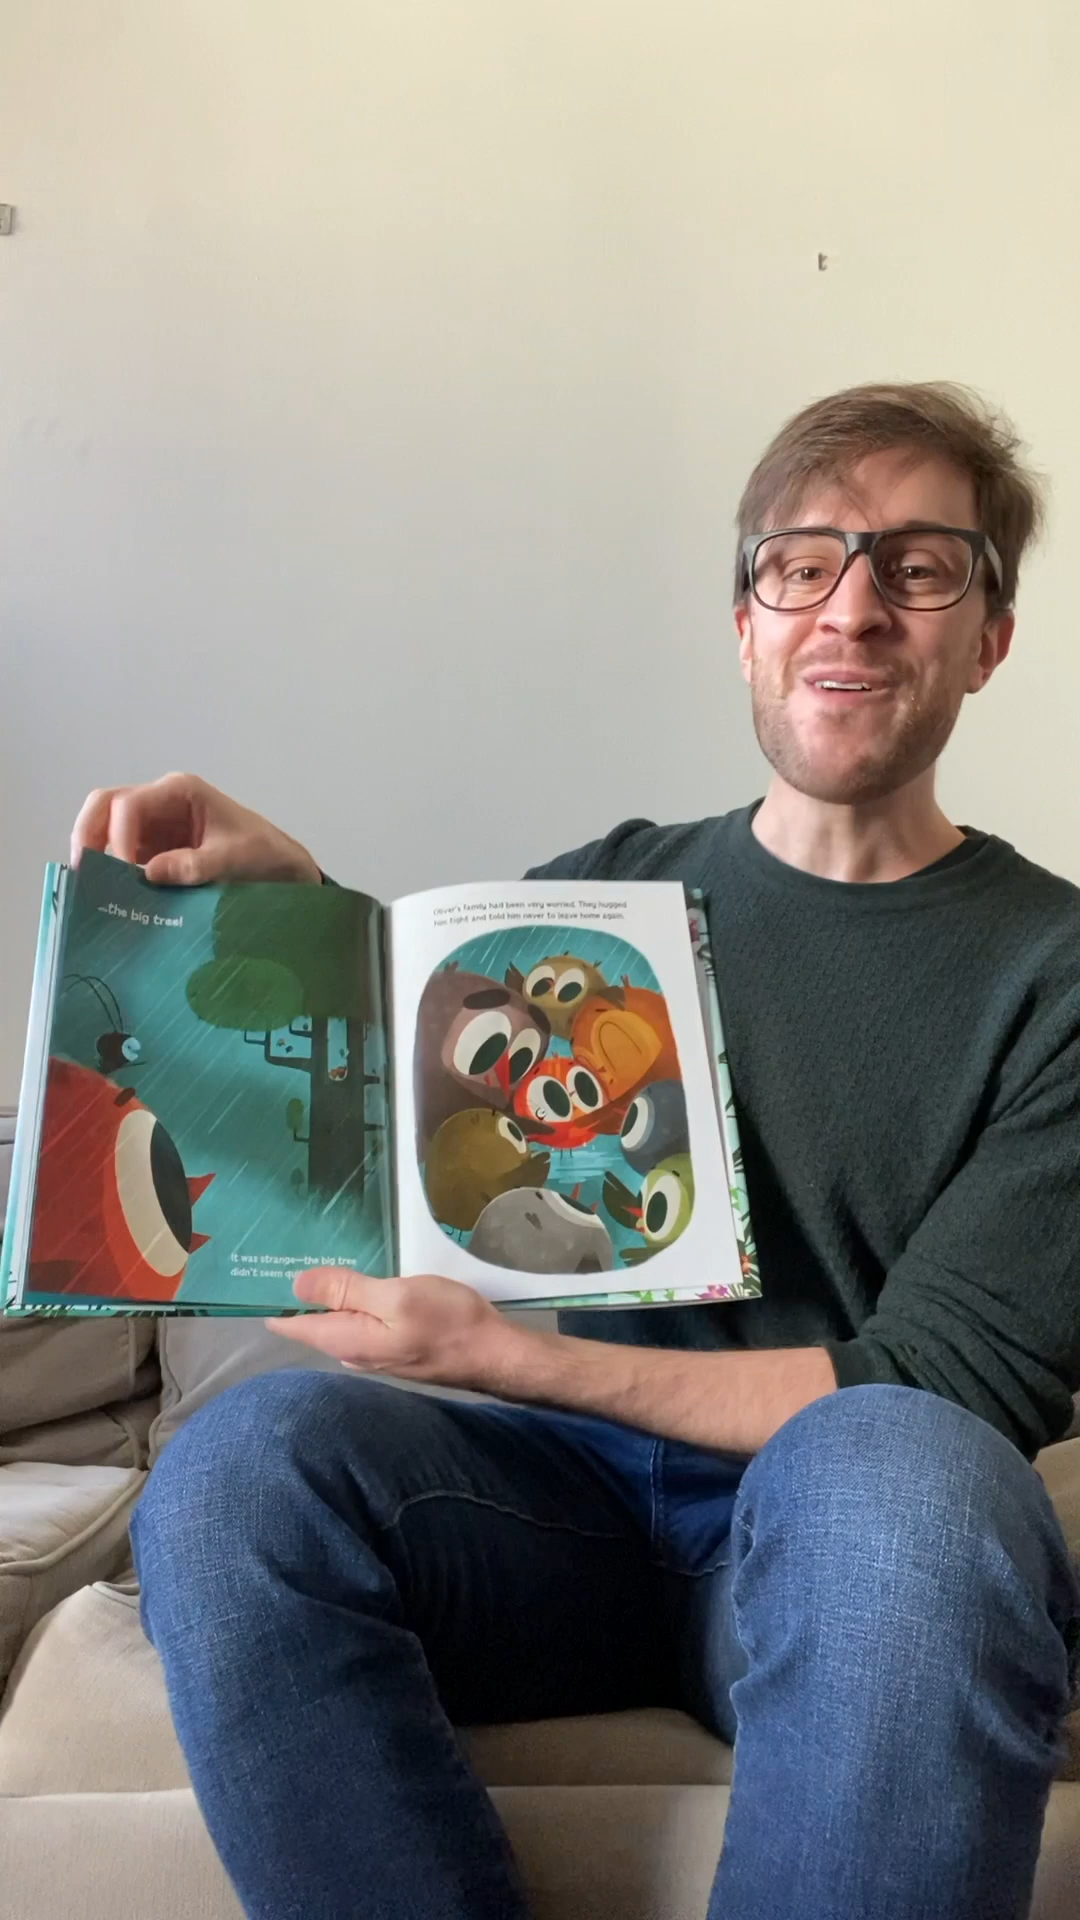 ...the big tree!
It was strange—the big tree
didn't seem
Oliver's family had been very worried. They hugged
him tight and told him never to leave home again.